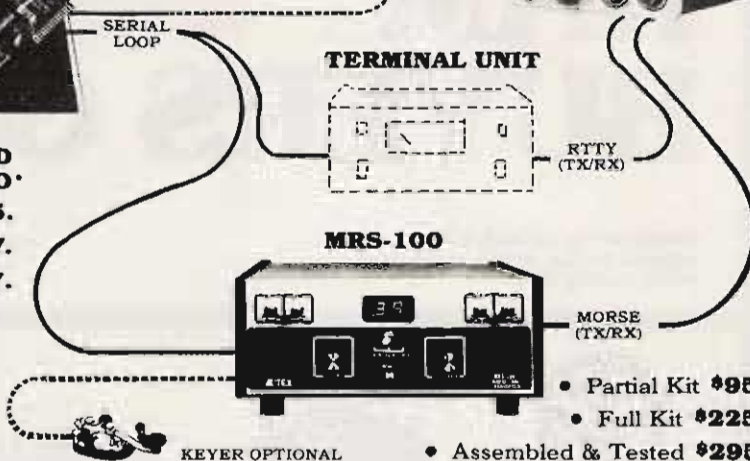 SERIAL
LOOP
TERMINAL UNIT
RTTY
(TX/RX)
MRS-100
39
MORSE
(TX/RX)
• Partial Kit $95
• Full Kit $225
KEYER OPTIONAL
• Assembled & Tested $295